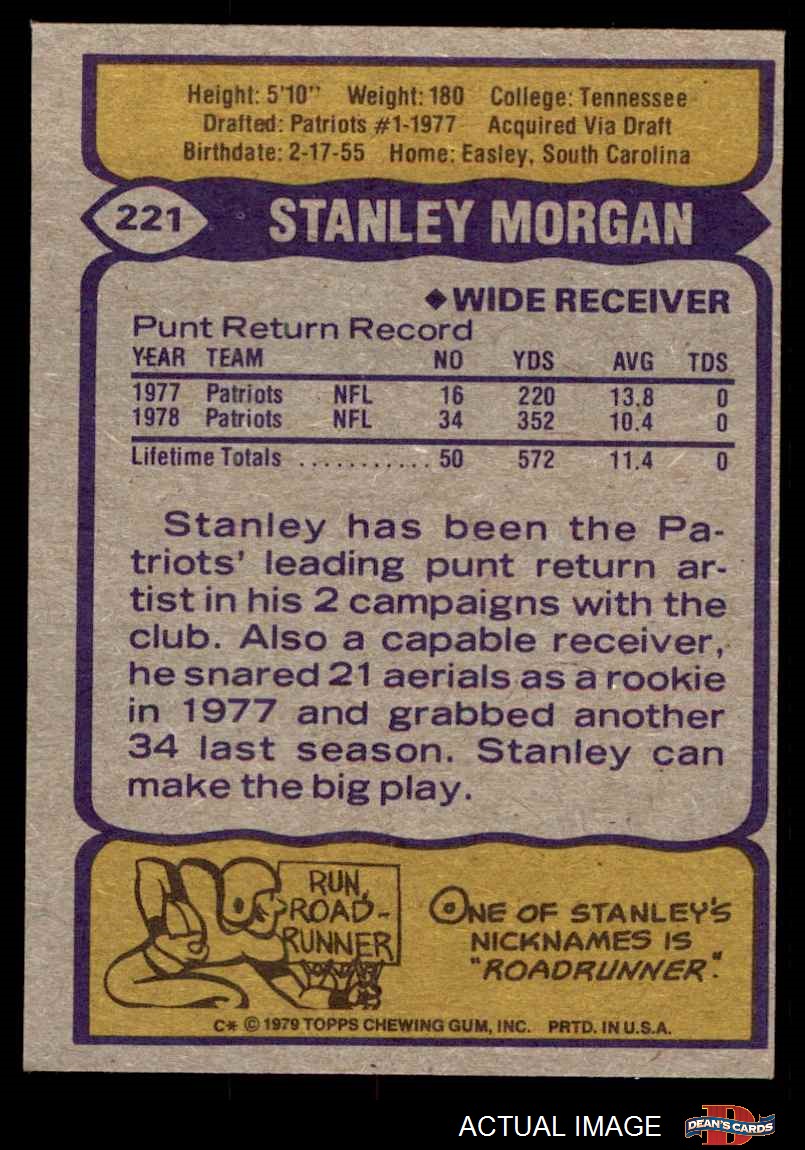 Height: 5'10" Weight: 180 College: Tennessee
Drafted: Patriots #1-1977 Acquired Via Draft
Birthdate: 2-17-55 Home: Easley, South Carolina
221 STANLEY MORGAN
◆ WIDE RECEIVER
Punt Return Record
YEAR TEAM NO YDS AVG TDS
1977 Patriots NFL 16 220 13.8 0
1978 Patriots NFL 34 352 10.4 0
Lifetime Totals ........... 50 572 11.4 0
Stanley has been the Pa-
triots' leading punt return ar-
tist in his 2 campaigns with the
club. Also a capable receiver,
he snared 21 aerials as a rookie
in 1977 and grabbed another
34 last season. Stanley can
make the big play.
RUN,
ROAD-
RUNNER
ONE OF STANLEY'S
NICKNAMES IS
"ROADRUNNER".
C* © 1979 TOPPS CHEWING GUM, INC. PRTD. IN U.S.A.
ACTUAL IMAGE
D
DEAN'S CARDS